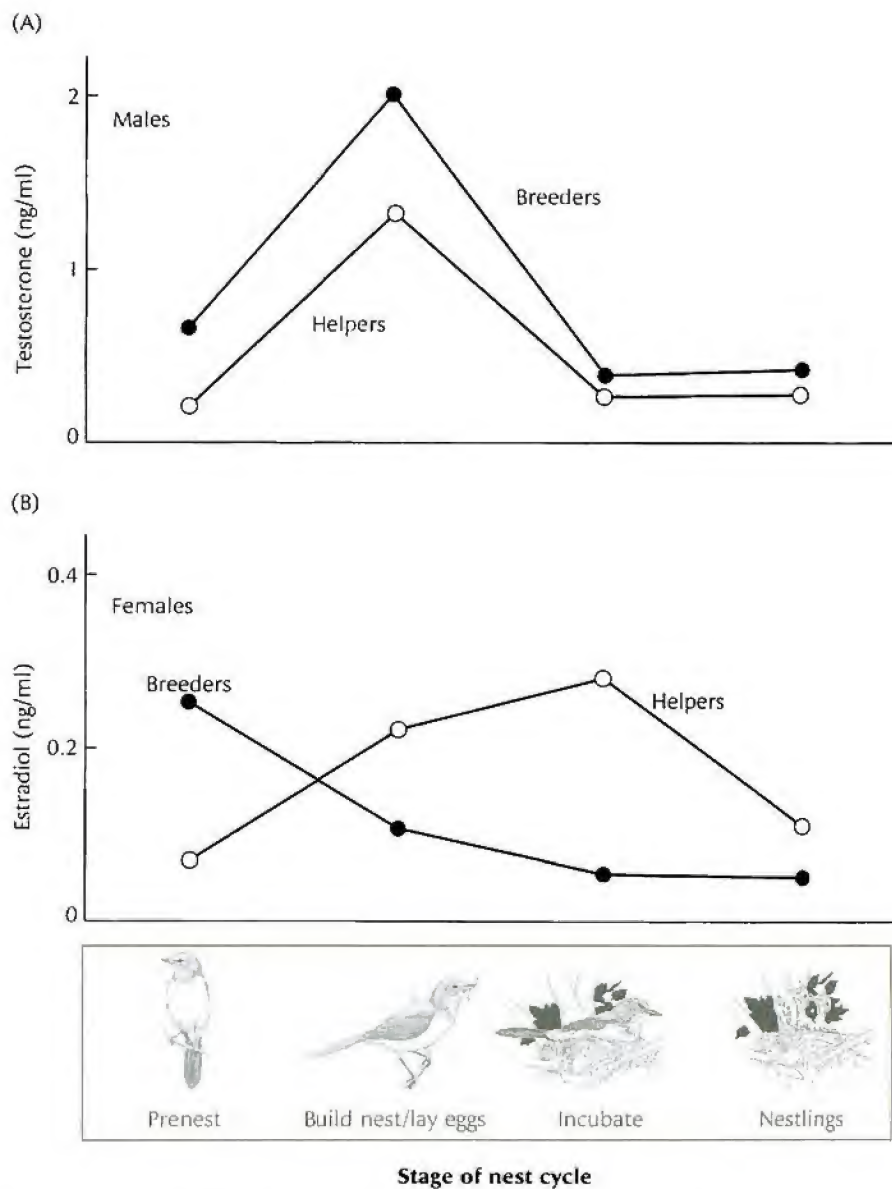 (A)
2
Males
Breeders
Testosterone (ng/ml)
1
Helpers
0
(B)
0.4
Females
Breeders
Helpers
Estradiol (ng/ml)
0.2
0
Prenest
Build nest/lay eggs
Incubate
Nestlings
Stage of nest cycle